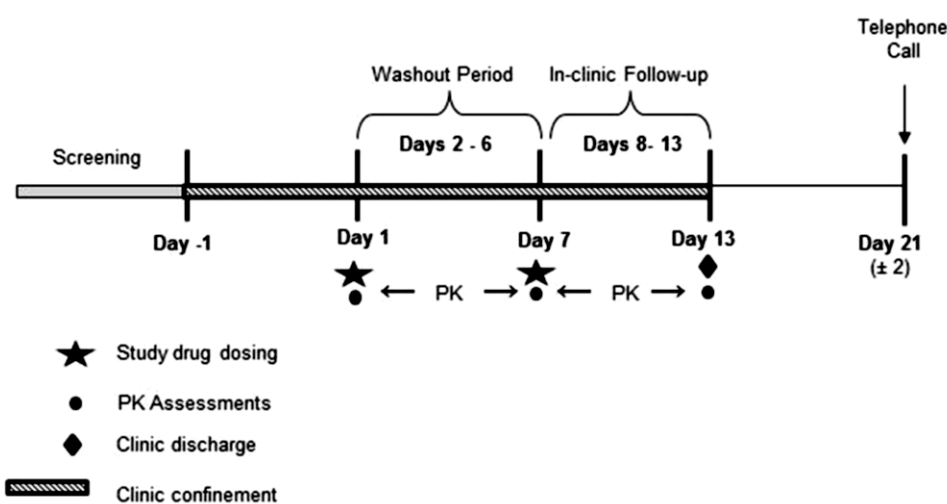 Telephone
Call
Washout Period
In-clinic Follow-up
Days 2 - 6
Days 8- 13
Screening
Day -1
Day 1
Day 7
Day 13
Day 21
(± 2)
PK
PK
Study drug dosing
PK Assessments
Clinic discharge
Clinic confinement